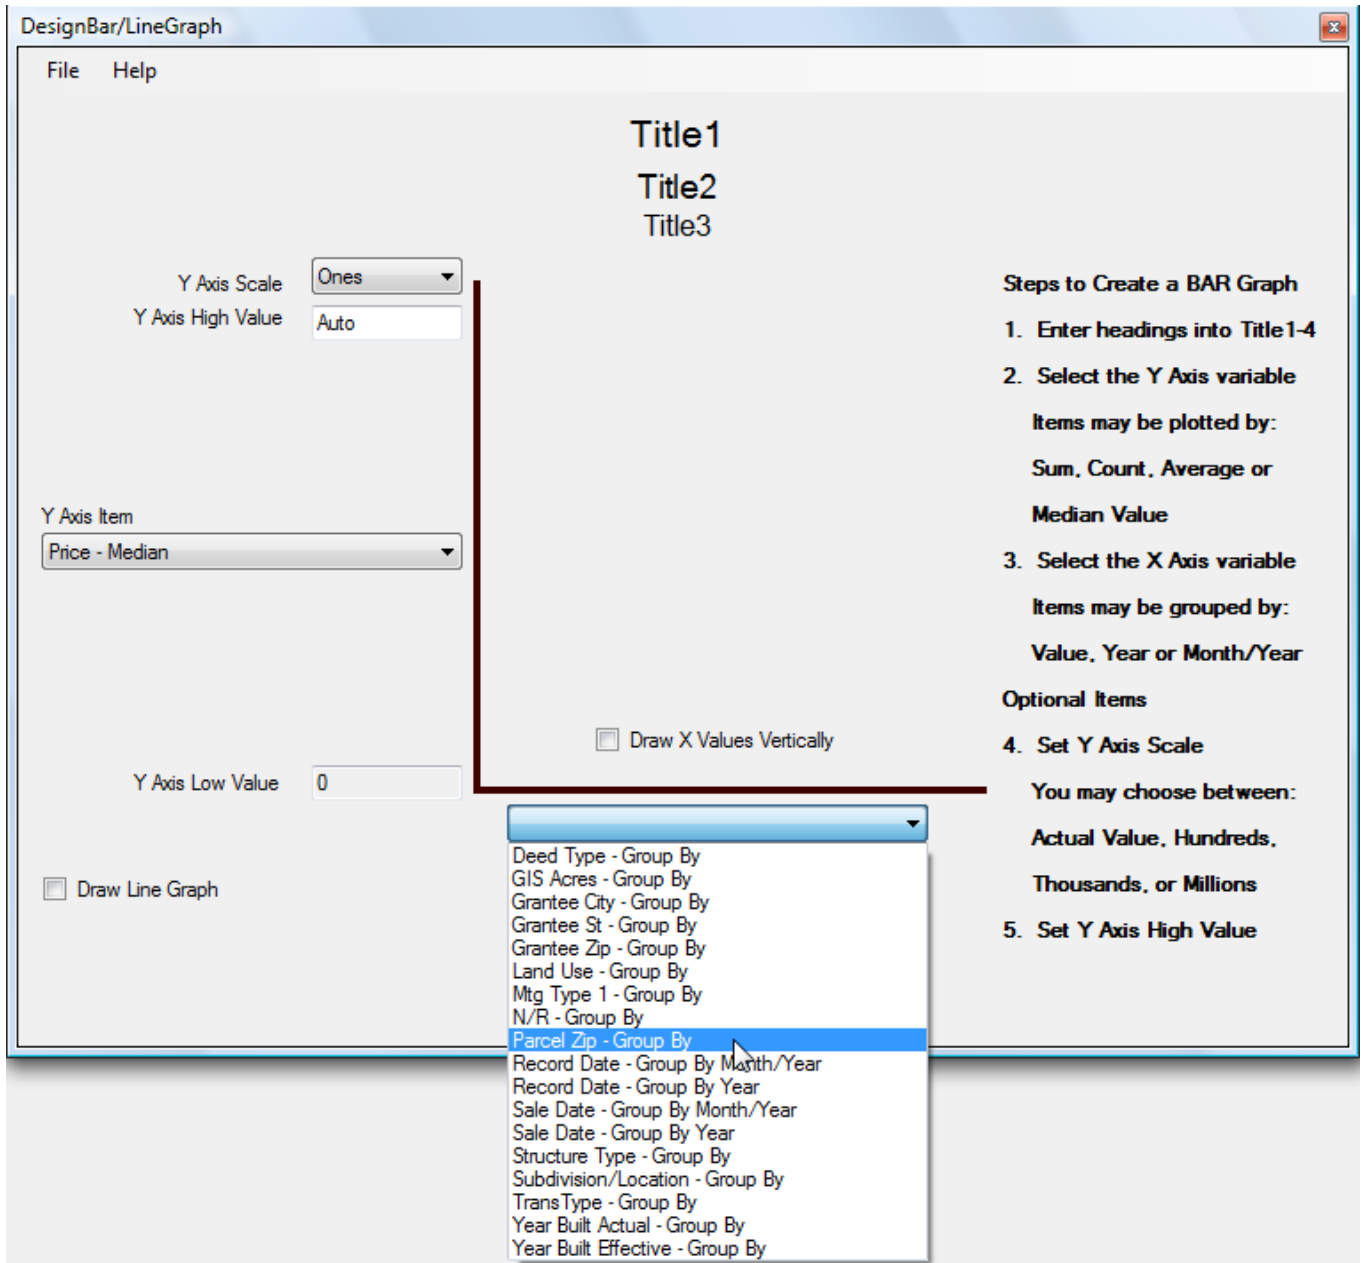 DesignBar/LineGraph
File Help
Title1
Title2
Title3
Y Axis Scale Ones
Y Axis High Value Auto
Y Axis Item
Price - Median
Draw X Values Vertically
Y Axis Low Value 0
Draw Line Graph
Deed Type - Group By
GIS Acres - Group By
Grantee City - Group By
Grantee St - Group By
Grantee Zip - Group By
Land Use - Group By
Mtg Type 1 - Group By
N/R - Group By
Parcel Zip - Group By
Record Date - Group By Month/Year
Record Date - Group By Year
Sale Date - Group By Month/Year
Sale Date - Group By Year
Structure Type - Group By
Subdivision/Location - Group By
TransType - Group By
Year Built Actual - Group By
Year Built Effective - Group By
Steps to Create a BAR Graph
1. Enter headings into Title1-4
2. Select the Y Axis variable
Items may be plotted by:
Sum, Count, Average or
Median Value
3. Select the X Axis variable
Items may be grouped by:
Value, Year or Month/Year
Optional Items
4. Set Y Axis Scale
You may choose between:
Actual Value, Hundreds,
Thousands, or Millions
5. Set Y Axis High Value